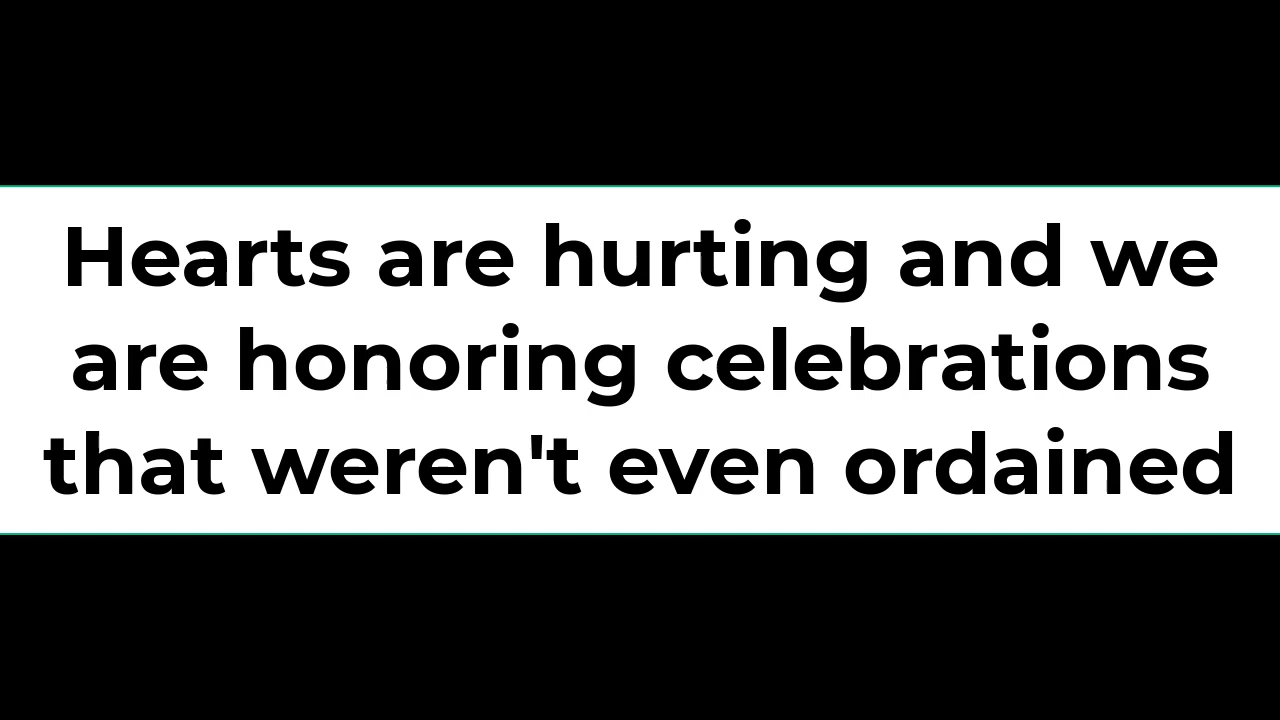 Hearts are hurting and we
are honoring celebrations
that weren't even ordained